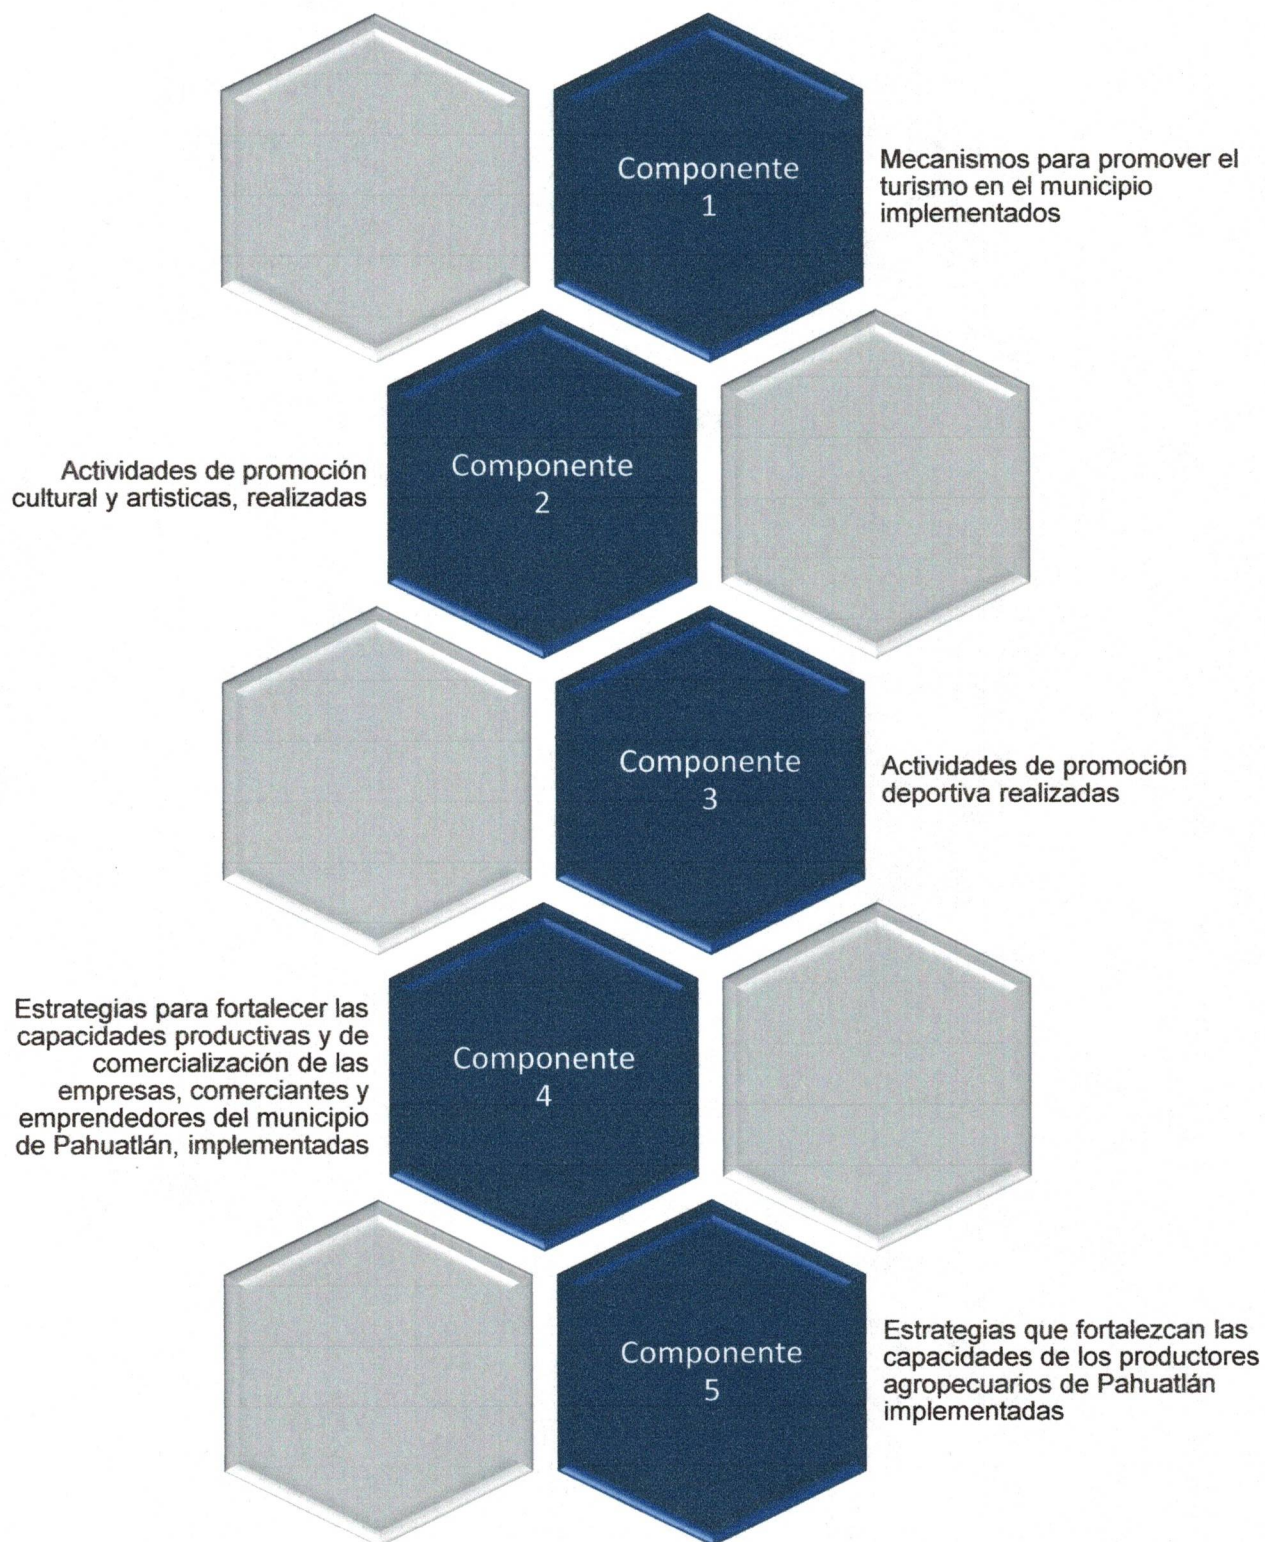 Componente
1
Mecanismos para promover el
turismo en el municipio
implementados
Actividades de promoción
cultural y artisticas, realizadas
Componente
2
Componente
3
Actividades de promoción
deportiva realizadas
Estrategias para fortalecer las
capacidades productivas y de
comercialización de las
empresas, comerciantes y
emprendedores del municipio
de Pahuatlán, implementadas
Componente
4
Componente
5
Estrategias que fortalezcan las
capacidades de los productores
agropecuarios de Pahuatlán
implementadas